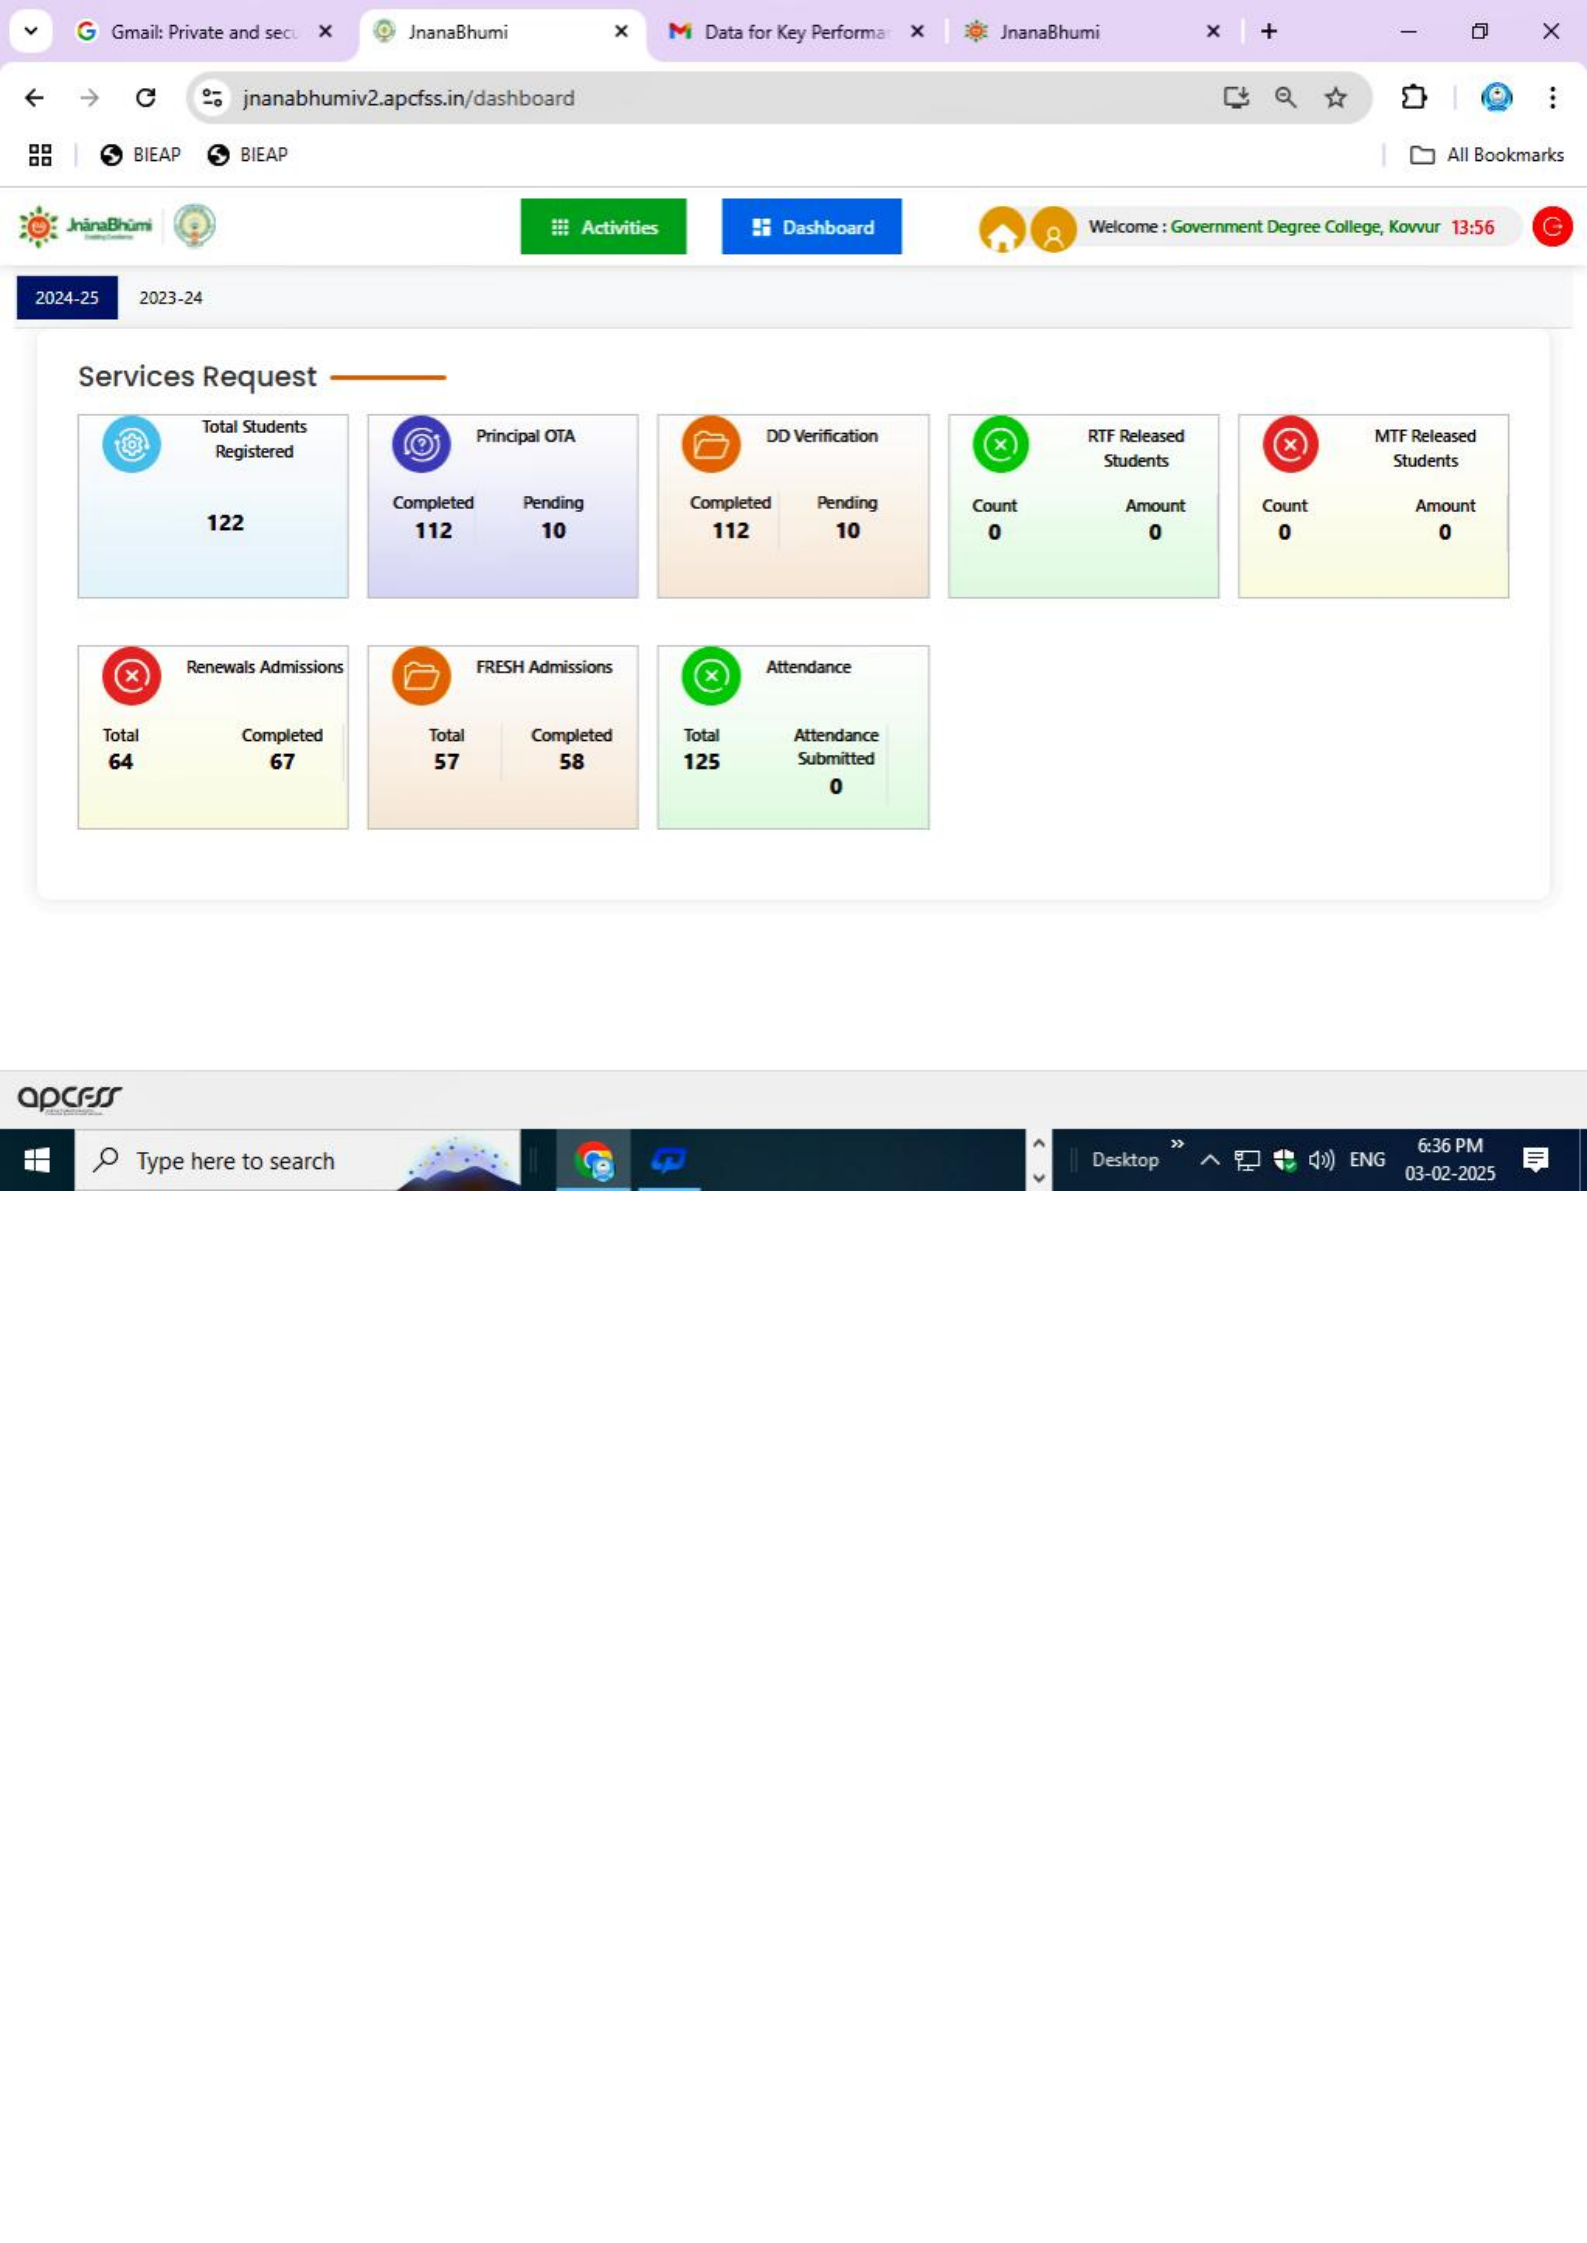 Gmail: Private and secu
JnanaBhumi
Data for Key Performa
JnanaBhumi
jnanabhumiv2.apcfss.in/dashboard
BIEAP
BIEAP
All Bookmarks
JnānaBhūmi
Activities
Dashboard
Welcome : Government Degree College, Kovvur 13:56
2024-25 2023-24
Services Request
Total Students
Registered
122
Principal OTA
Completed Pending
112 10
DD Verification
Completed Pending
112 10
RTF Released
Students
Count Amount
0 0
MTF Released
Students
Count Amount
0 0
Renewals Admissions
Total Completed
64 67
FRESH Admissions
Total Completed
57 58
Attendance
Total Attendance
Submitted
125
0
apcfss
Type here to search
Desktop
ENG
6:36 PM
03-02-2025